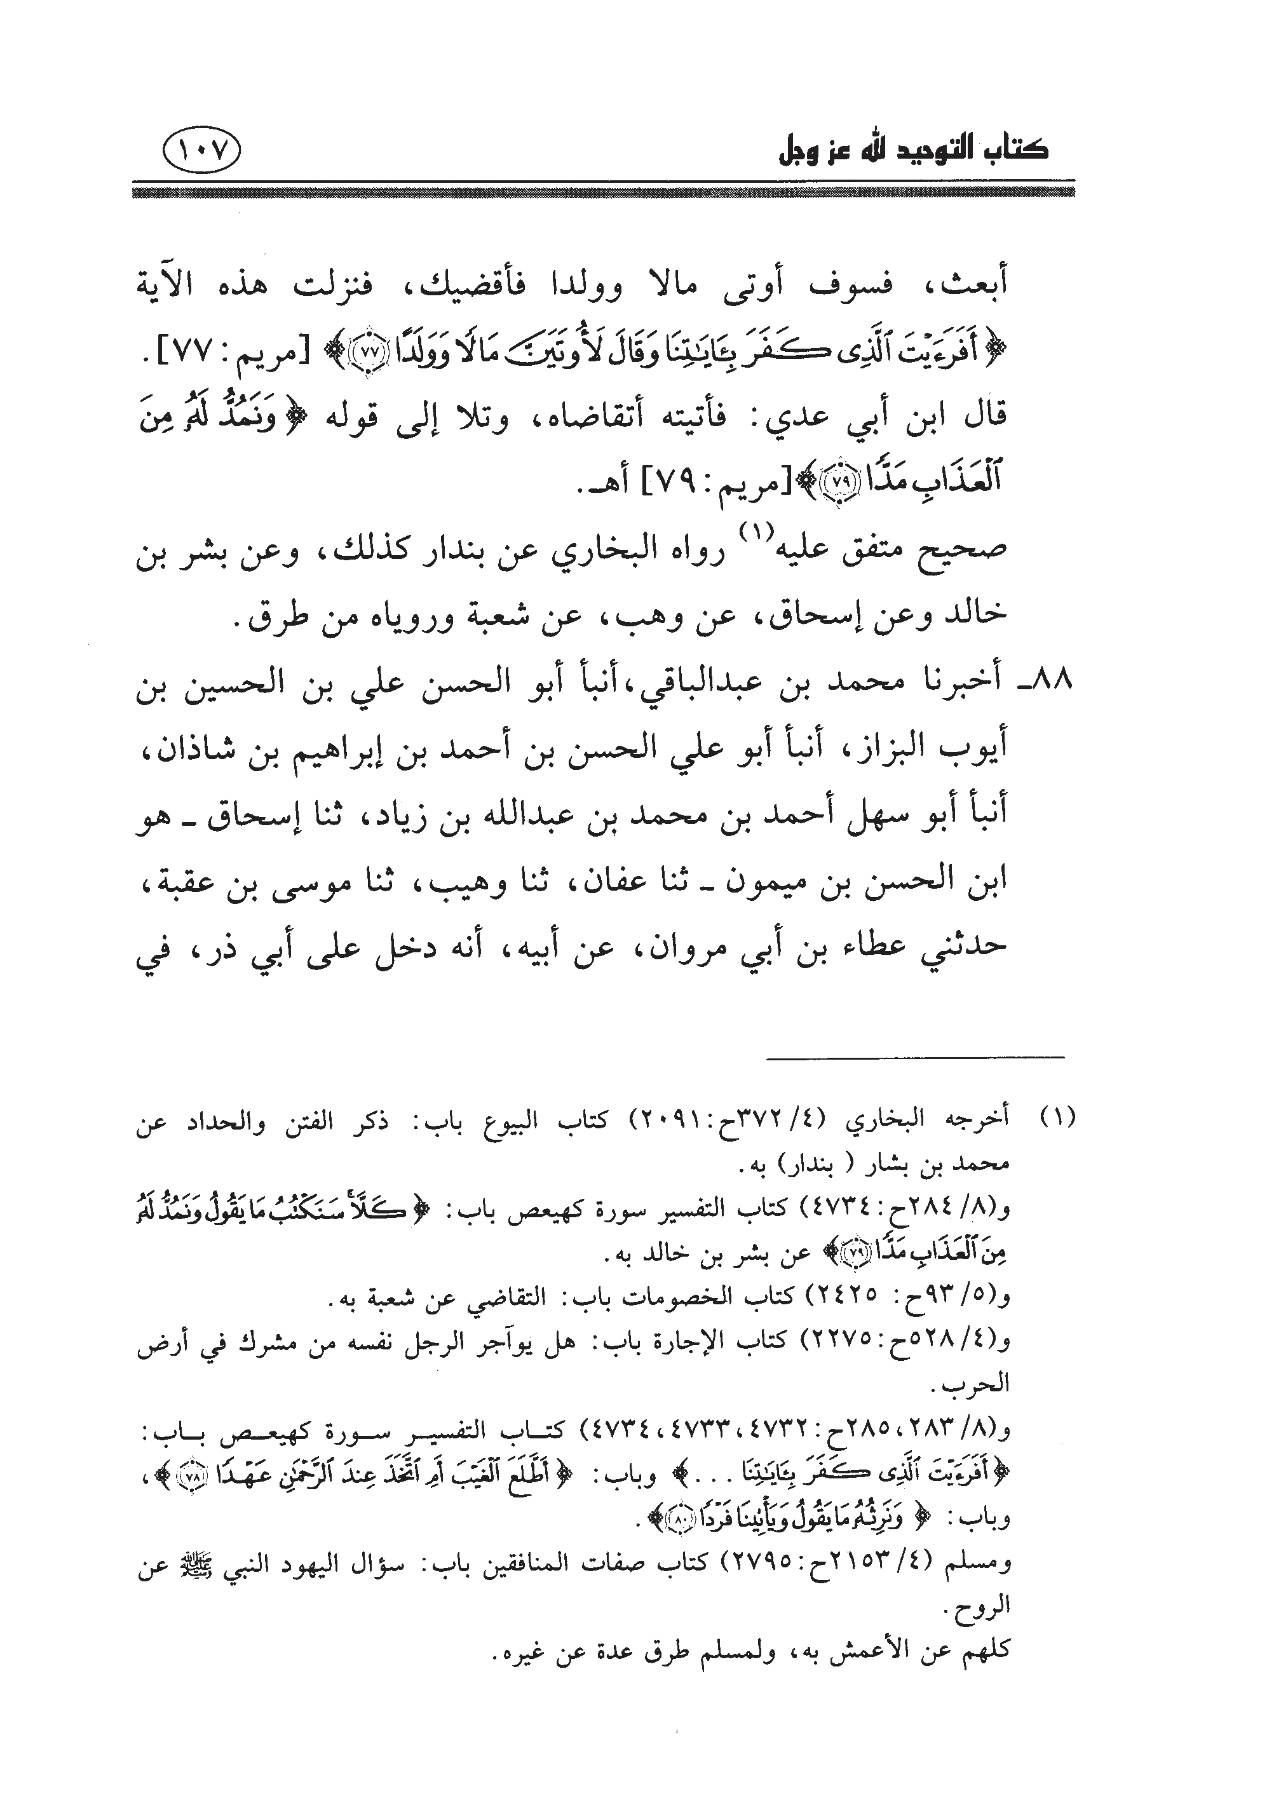 كتاب التوحيد لله عز وجل
١٠٧
أبعث، فسوف أوتى مالا وولدا فأقضيك، فنزلت هذه الآية
﴿ أَفَرَءَيْتَ ٱلَّذِى كَفَرَ بِـَٔايَـٰتِنَا وَقَالَ لَأُوتَيَنَّ مَالًا وَوَلَدًا ٧٧ ﴾ [مريم: ٧٧].
قال ابن أبي عدي: فأتيته أتقاضاه، وتلا إلى قوله ﴿ وَنَمُدُّ لَهُۥ مِنَ
ٱلْعَذَابِ مَدًّا ٧٩ ﴾[مريم: ٧٩] أهـ.
صحيح متفق عليه(١) رواه البخاري عن بندار كذلك، وعن بشر بن
خالد وعن إسحاق، عن وهب، عن شعبة وروياه من طرق.
٨٨ـ أخبرنا محمد بن عبدالباقي، أنبأ أبو الحسن علي بن الحسين بن
أيوب البزاز، أنبأ أبو علي الحسن بن أحمد بن إبراهيم بن شاذان،
أنبأ أبو سهل أحمد بن محمد بن عبدالله بن زياد، ثنا إسحاق ـ هو
ابن الحسن بن ميمون ـ ثنا عفان، ثنا وهيب، ثنا موسى بن عقبة،
حدثني عطاء بن أبي مروان، عن أبيه، أنه دخل على أبي ذر، في
(١) أخرجه البخاري (٤/ ٣٧٢ح:٢٠٩١) كتاب البيوع باب: ذكر الفتن والحداد عن
محمد بن بشار ( بندار) به.
و(٨/ ٢٨٤ح:٤٧٣٤) كتاب التفسير سورة كهيعص باب: ﴿ كَلَّا ۚ سَنَكْتُبُ مَا يَقُولُ وَنَمُدُّ لَهُۥ
مِنَ ٱلْعَذَابِ مَدًّا ٧٩ ﴾ عن بشر بن خالد به.
و(٥/ ٩٣ح: ٢٤٢٥) كتاب الخصومات باب: التقاضي عن شعبة به.
و(٤/ ٥٢٨ح:٢٢٧٥) كتاب الإجارة باب: هل يوآجر الرجل نفسه من مشرك في أرض
الحرب.
و(٨/ ٢٨٣، ٢٨٥ح:٤٧٣٢، ٤٧٣٣، ٤٧٣٤) كتاب التفسير سورة كهيعص باب:
﴿ أَفَرَءَيْتَ ٱلَّذِى كَفَرَ بِـَٔايَـٰتِنَا ...﴾ وباب: ﴿ أَطَّلَعَ ٱلْغَيْبَ أَمِ ٱتَّخَذَ عِندَ ٱلرَّحْمَـٰنِ عَهْدًا ٧٨ ﴾،
وباب: ﴿ وَنَرِثُهُۥ مَا يَقُولُ وَيَأْتِينَا فَرْدًا ٨٠ ﴾.
ومسلم (٤/ ٢١٥٣ح:٢٧٩٥) كتاب صفات المنافقين باب: سؤال اليهود النبي ﷺ عن
الروح.
كلهم عن الأعمش به، ولمسلم طرق عدة عن غيره.